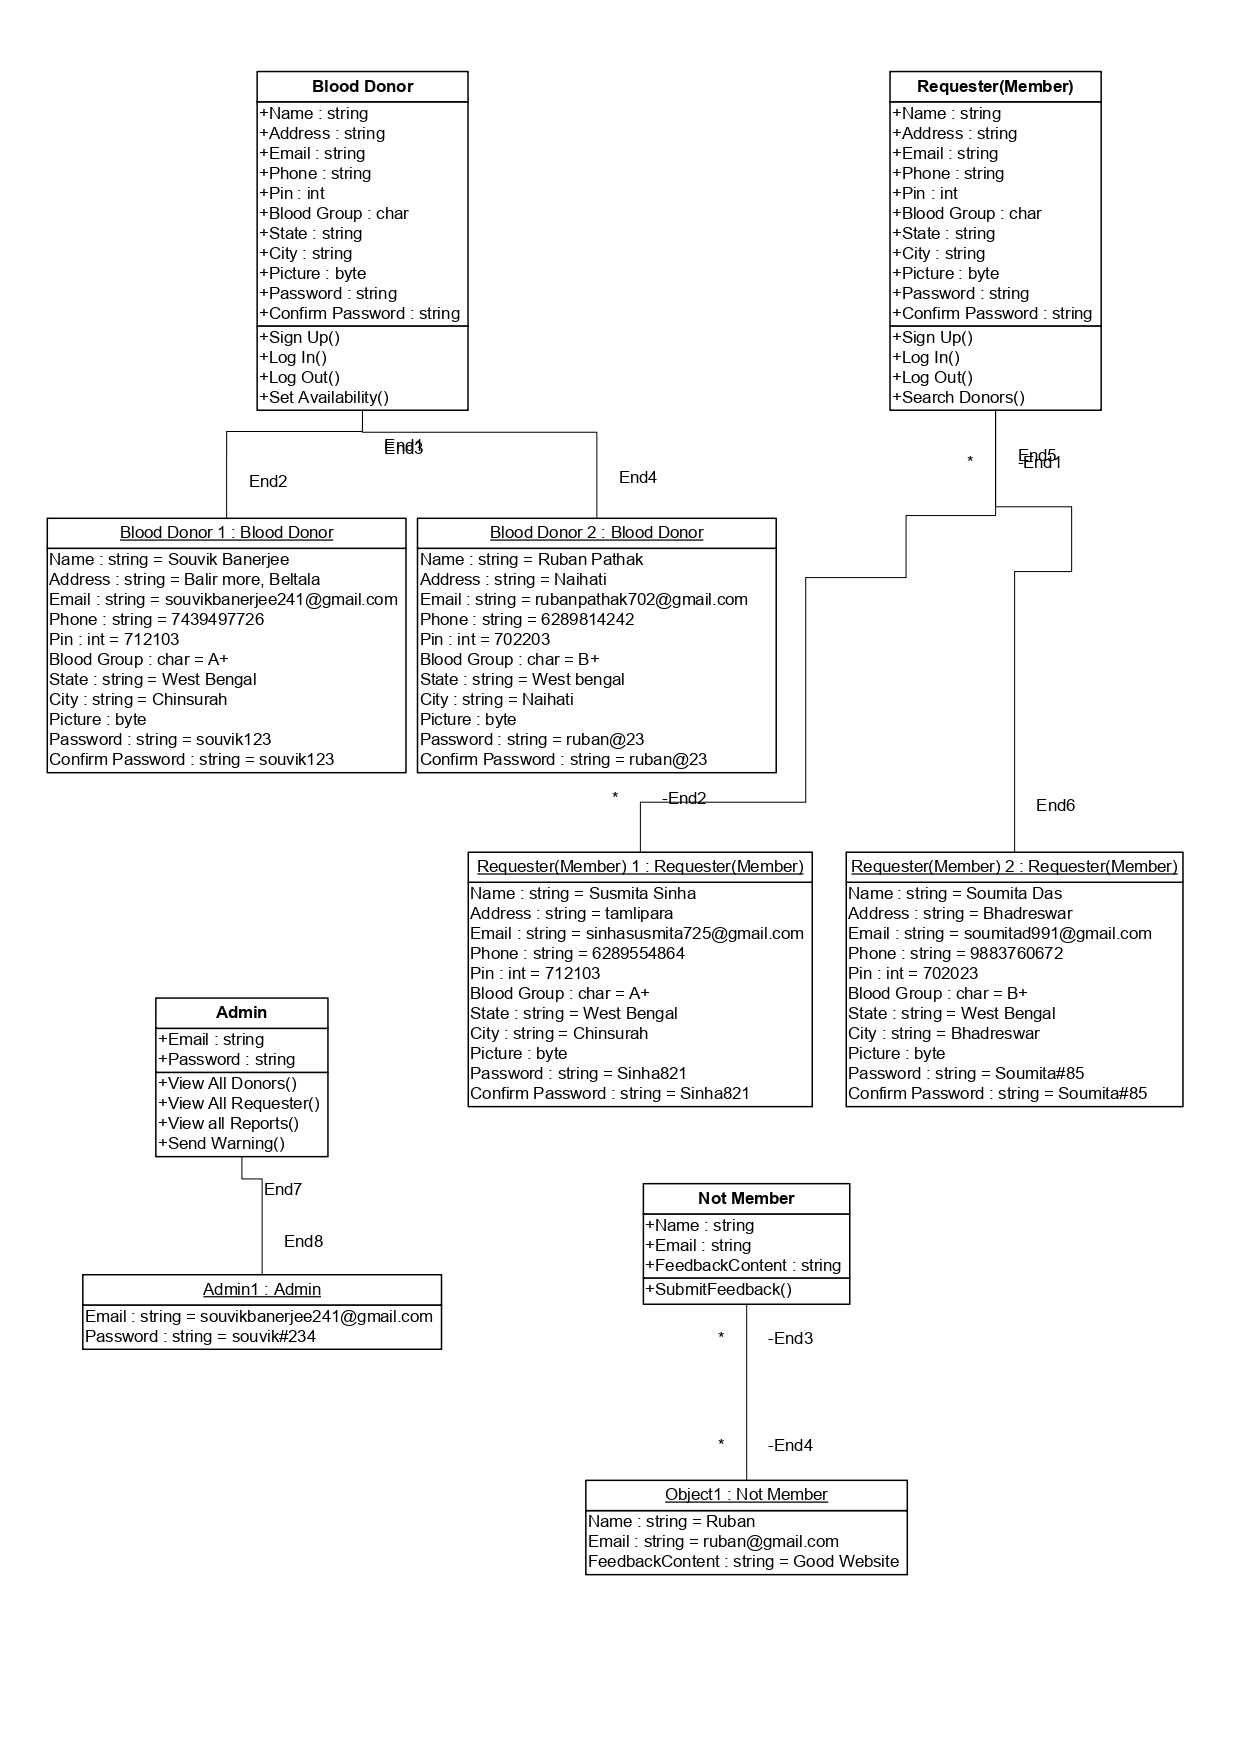 Blood Donor
+Name : string
+Address : string
+Email : string
+Phone : string
+Pin : int
+Blood Group : char
+State : string
+City : string
+Picture : byte
+Password : string
+Confirm Password : string
+Sign Up()
+Log In()
+Log Out()
+Set Availability()
Requester(Member)
+Name : string
+Address : string
+Email : string
+Phone : string
+Pin : int
+Blood Group : char
+State : string
+City : string
+Picture : byte
+Password : string
+Confirm Password : string
+Sign Up()
+Log In()
+Log Out()
+Search Donors()
End1
End3
End2
End4
End5
* -End1
Blood Donor 1 : Blood Donor
Name : string = Souvik Banerjee
Address : string = Balir more, Beltala
Email : string = souvikbanerjee241@gmail.com
Phone : string = 7439497726
Pin : int = 712103
Blood Group : char = A+
State : string = West Bengal
City : string = Chinsurah
Picture : byte
Password : string = souvik123
Confirm Password : string = souvik123
Blood Donor 2 : Blood Donor
Name : string = Ruban Pathak
Address : string = Naihati
Email : string = rubanpathak702@gmail.com
Phone : string = 6289814242
Pin : int = 702203
Blood Group : char = B+
State : string = West bengal
City : string = Naihati
Picture : byte
Password : string = ruban@23
Confirm Password : string = ruban@23
* -End2
End6
Requester(Member) 1 : Requester(Member)
Name : string = Susmita Sinha
Address : string = tamlipara
Email : string = sinhasusmita725@gmail.com
Phone : string = 6289554864
Pin : int = 712103
Blood Group : char = A+
State : string = West Bengal
City : string = Chinsurah
Picture : byte
Password : string = Sinha821
Confirm Password : string = Sinha821
Requester(Member) 2 : Requester(Member)
Name : string = Soumita Das
Address : string = Bhadreswar
Email : string = soumitad991@gmail.com
Phone : string = 9883760672
Pin : int = 702023
Blood Group : char = B+
State : string = West Bengal
City : string = Bhadreswar
Picture : byte
Password : string = Soumita#85
Confirm Password : string = Soumita#85
Admin
+Email : string
+Password : string
+View All Donors()
+View All Requester()
+View all Reports()
+Send Warning()
End7
End8
Admin1 : Admin
Email : string = souvikbanerjee241@gmail.com
Password : string = souvik#234
Not Member
+Name : string
+Email : string
+FeedbackContent : string
+SubmitFeedback()
* -End3
* -End4
Object1 : Not Member
Name : string = Ruban
Email : string = ruban@gmail.com
FeedbackContent : string = Good Website